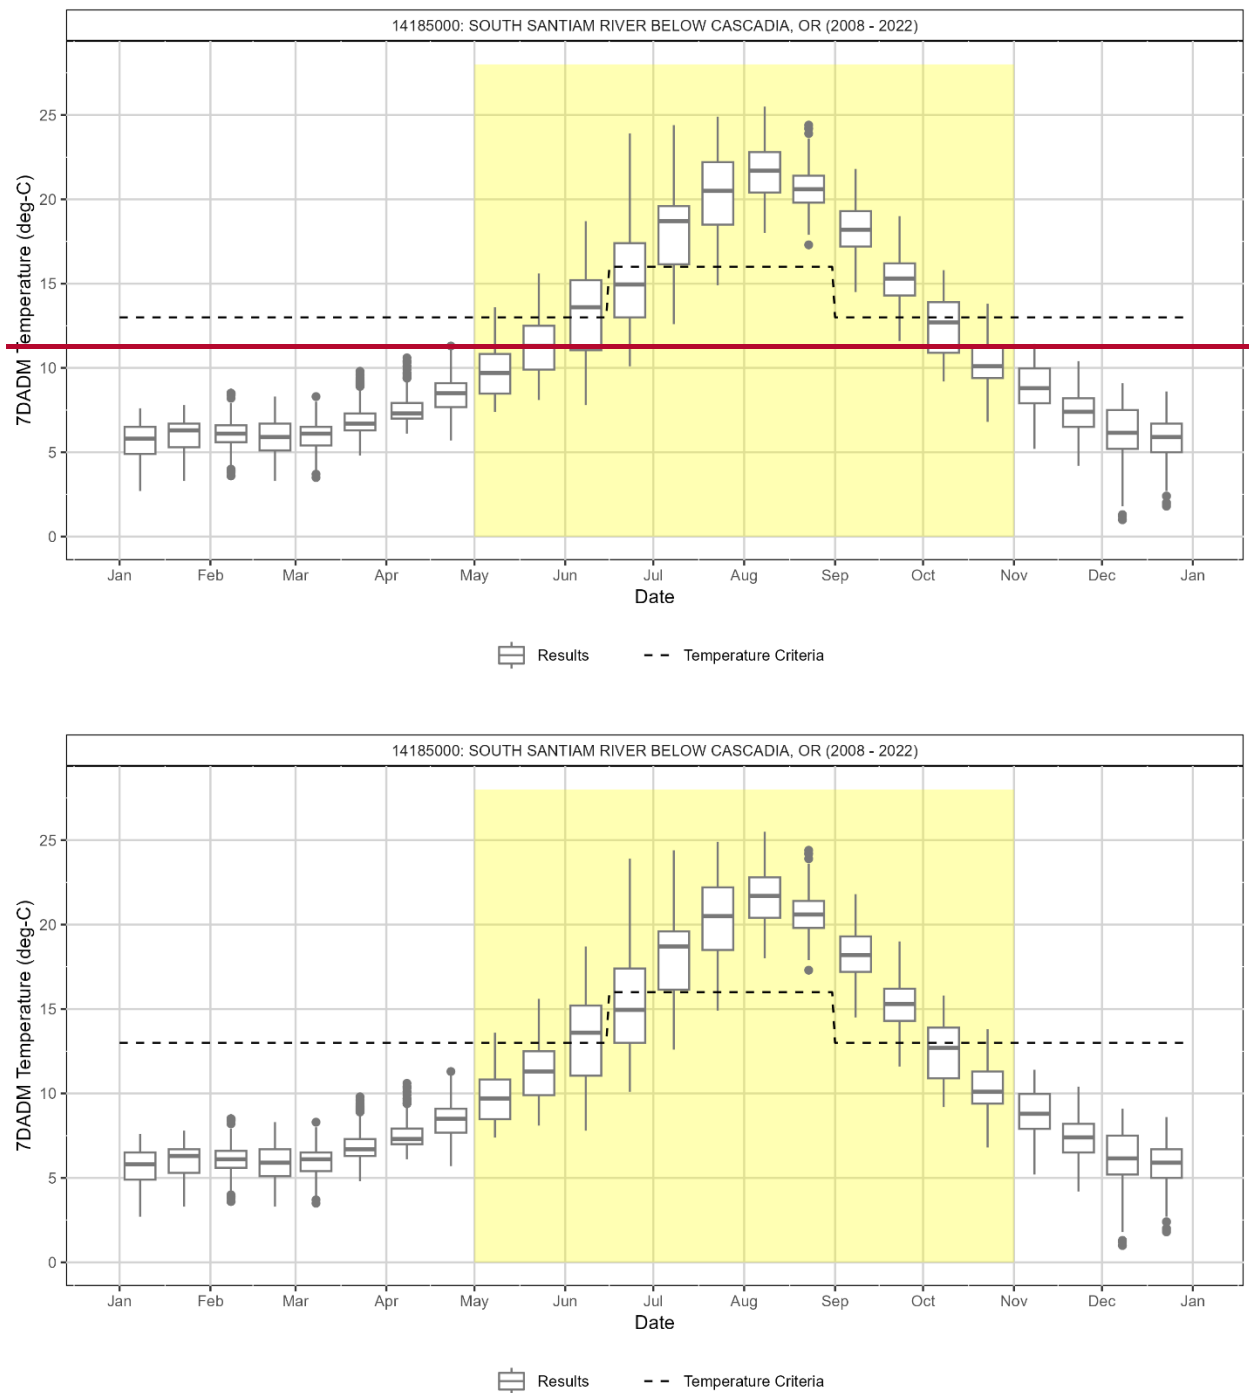 14185000: SOUTH SANTIAM RIVER BELOW CASCADIA, OR (2008 - 2022)
25
20
15
10
5
0
7DADM Temperature (deg-C)
Jan Feb Mar Apr May Jun Jul Aug Sep Oct Nov Dec Jan
Date
Results Temperature Criteria
14185000: SOUTH SANTIAM RIVER BELOW CASCADIA, OR (2008 - 2022)
25
20
15
10
5
0
7DADM Temperature (deg-C)
Jan Feb Mar Apr May Jun Jul Aug Sep Oct Nov Dec Jan
Date
Results Temperature Criteria